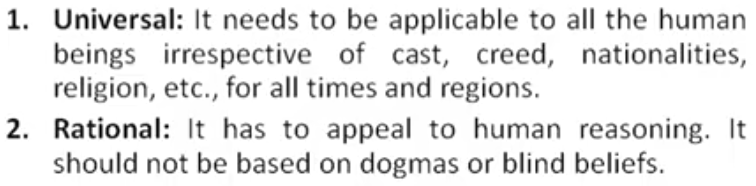 1. Universal: It needs to be applicable to all the human
beings irrespective of cast, creed, nationalities,
religion, etc., for all times and regions.
2. Rational: It has to appeal to human reasoning. It
should not be based on dogmas or blind beliefs.